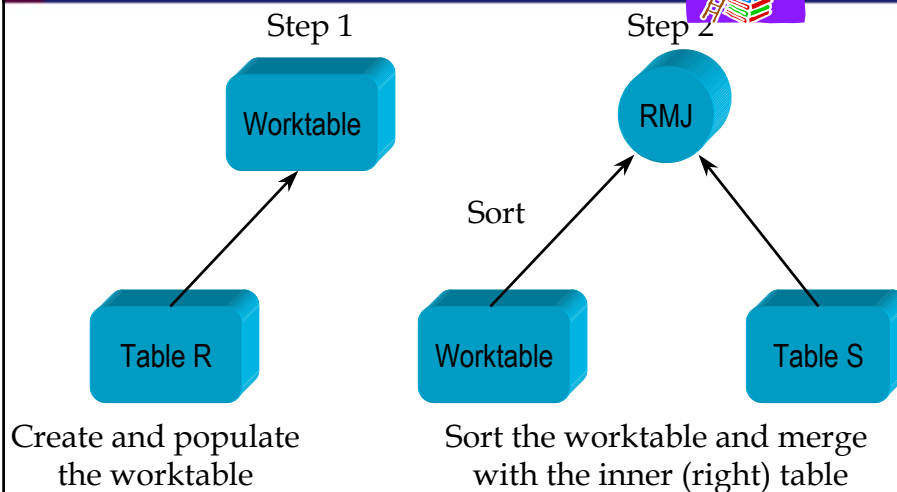 Step 1
Step 2
Worktable
RMJ
Sort
Table R
Worktable
Table S
Create and populate
the worktable
Sort the worktable and merge
with the inner (right) table